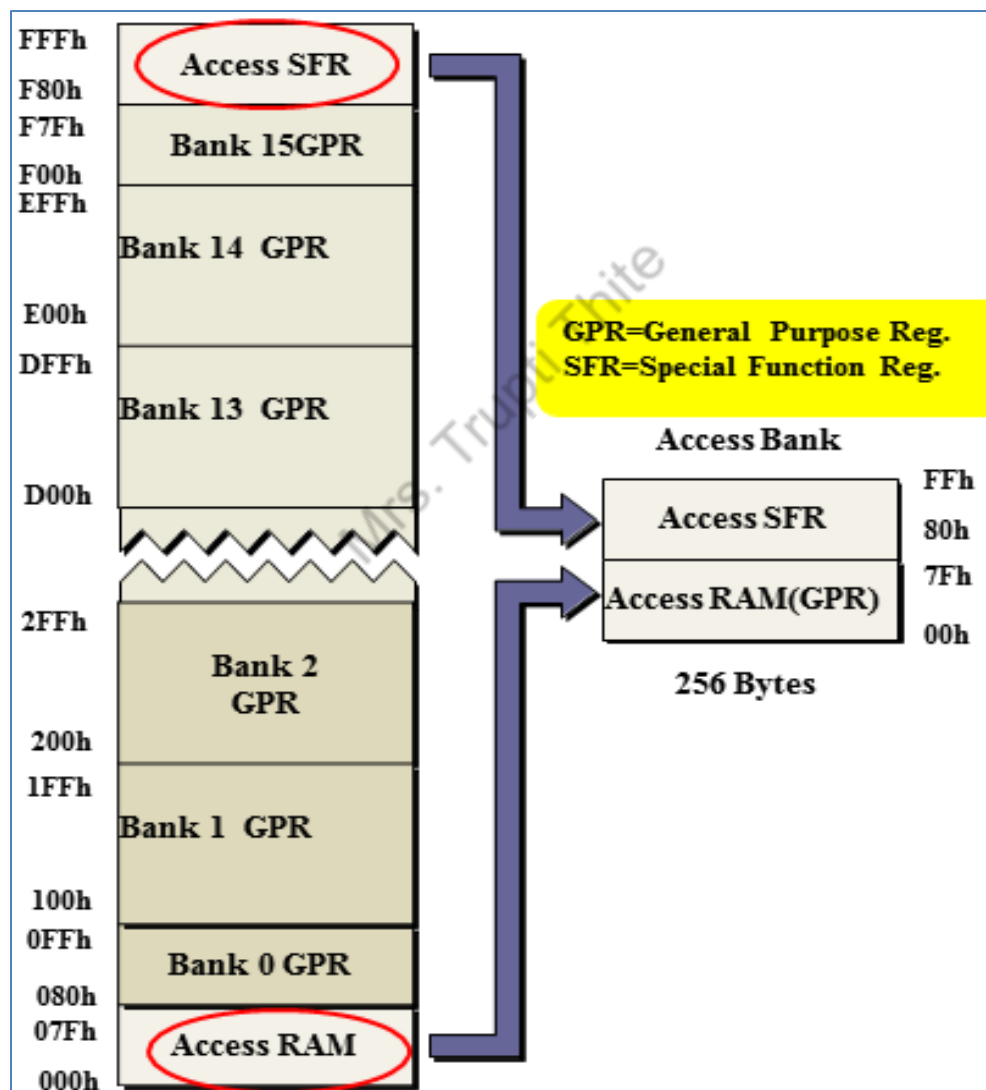 FFFh
Access SFR
F80h
F7Fh
Bank 15GPR
F00h
EFFh
Bank 14 GPR
E00h
DFFh
Bank 13 GPR
D00h
2FFh
Bank 2
GPR
200h
1FFh
Bank 1 GPR
100h
0FFh
Bank 0 GPR
080h
07Fh
Access RAM
000h
Mrs. Trupti Thite
GPR=General Purpose Reg.
SFR=Special Function Reg.
Access Bank
FFh
Access SFR
80h
7Fh
Access RAM(GPR)
00h
256 Bytes